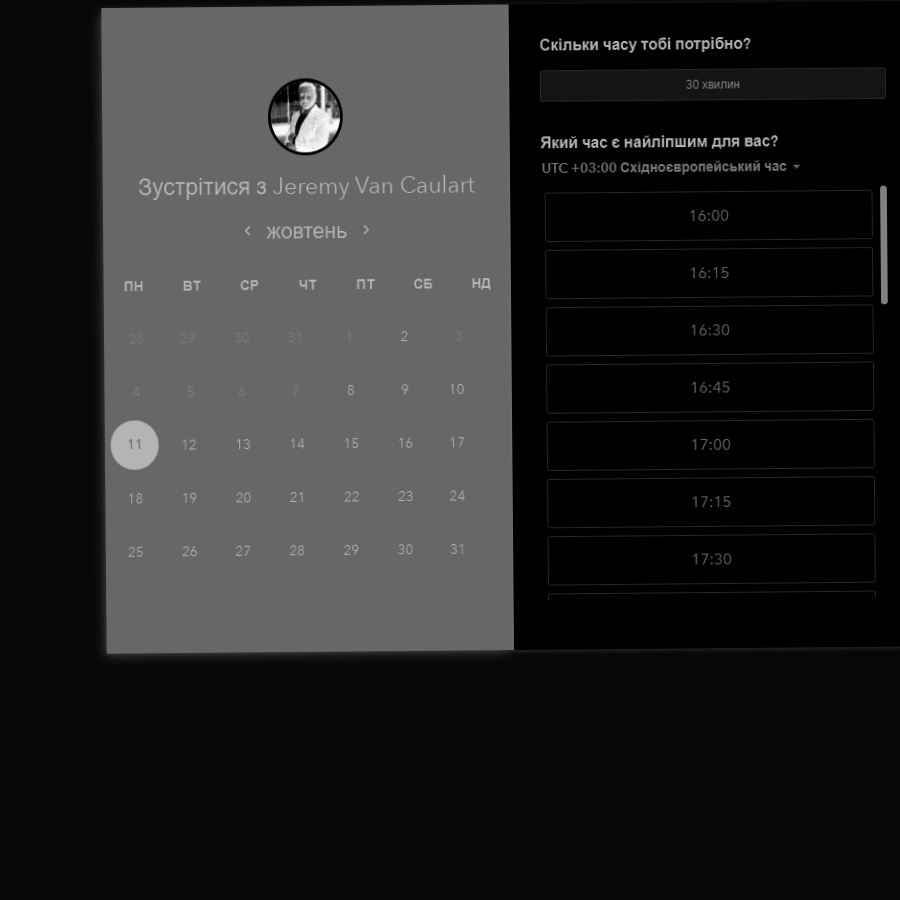 Зустрітися з Jeremy Van Caulart
‹ жовтень ›
ПН ВТ СР ЧТ ПТ СБ НД
28 29 30 31 1 2 3
4 5 6 7 8 9 10
11 12 13 14 15 16 17
18 19 20 21 22 23 24
25 26 27 28 29 30 31
Скільки часу тобі потрібно?
30 хвилин
Який час є найліпшим для вас?
UTC +03:00 Східноєвропейський час
16:00
16:15
16:30
16:45
17:00
17:15
17:30